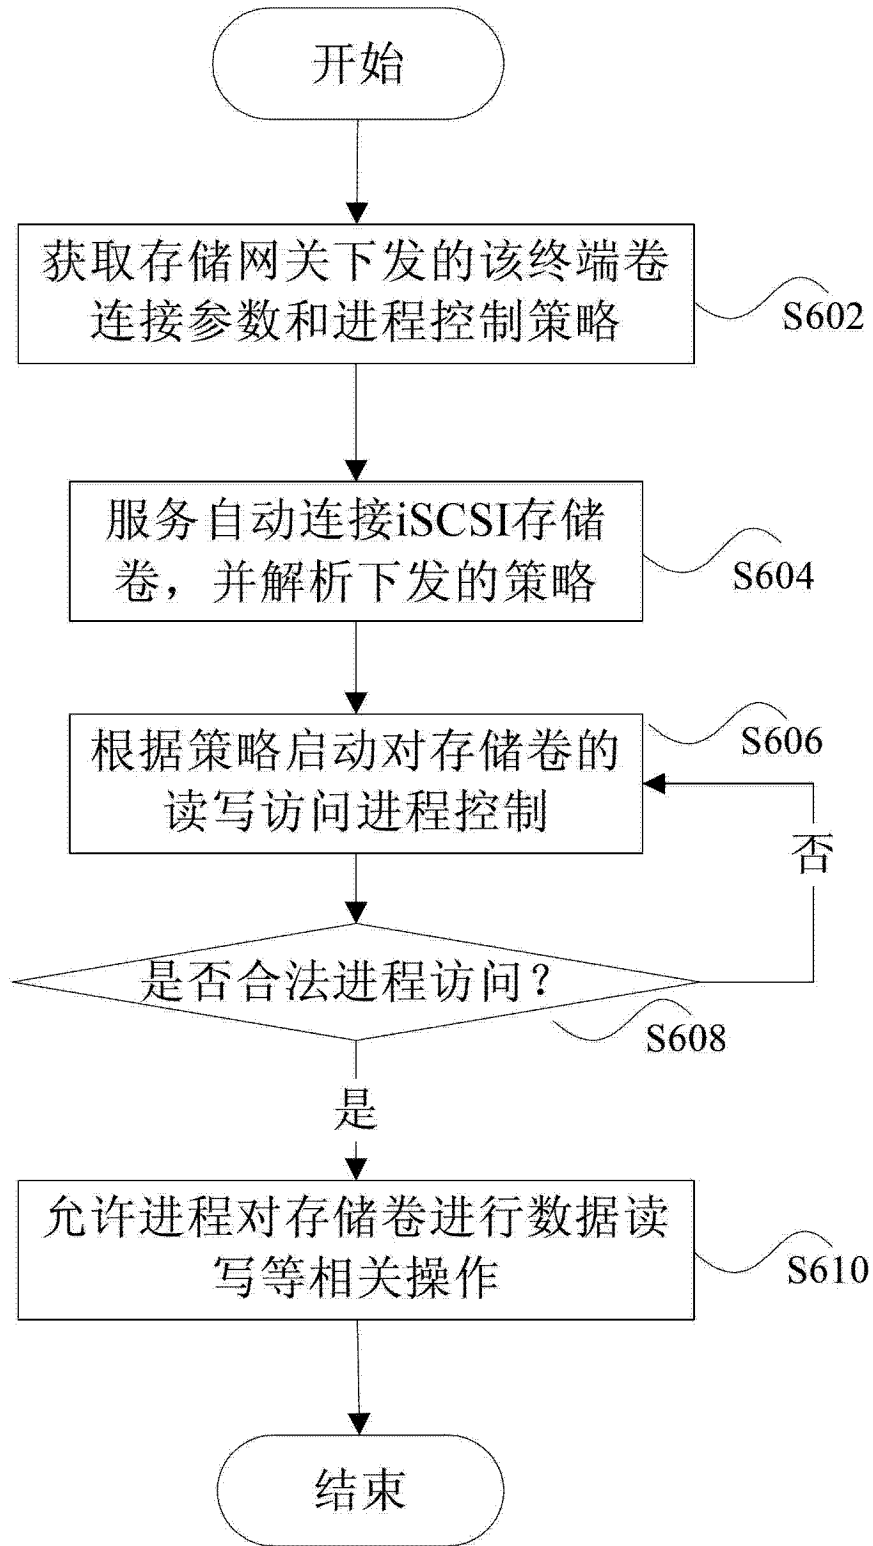 开始
获取存储网关下发的该终端卷
连接参数和进程控制策略
S602
服务自动连接iSCSI存储
卷，并解析下发的策略
S604
根据策略启动对存储卷的
读写访问进程控制
S606
否
是否合法进程访问？
S608
是
允许进程对存储卷进行数据读
写等相关操作
S610
结束